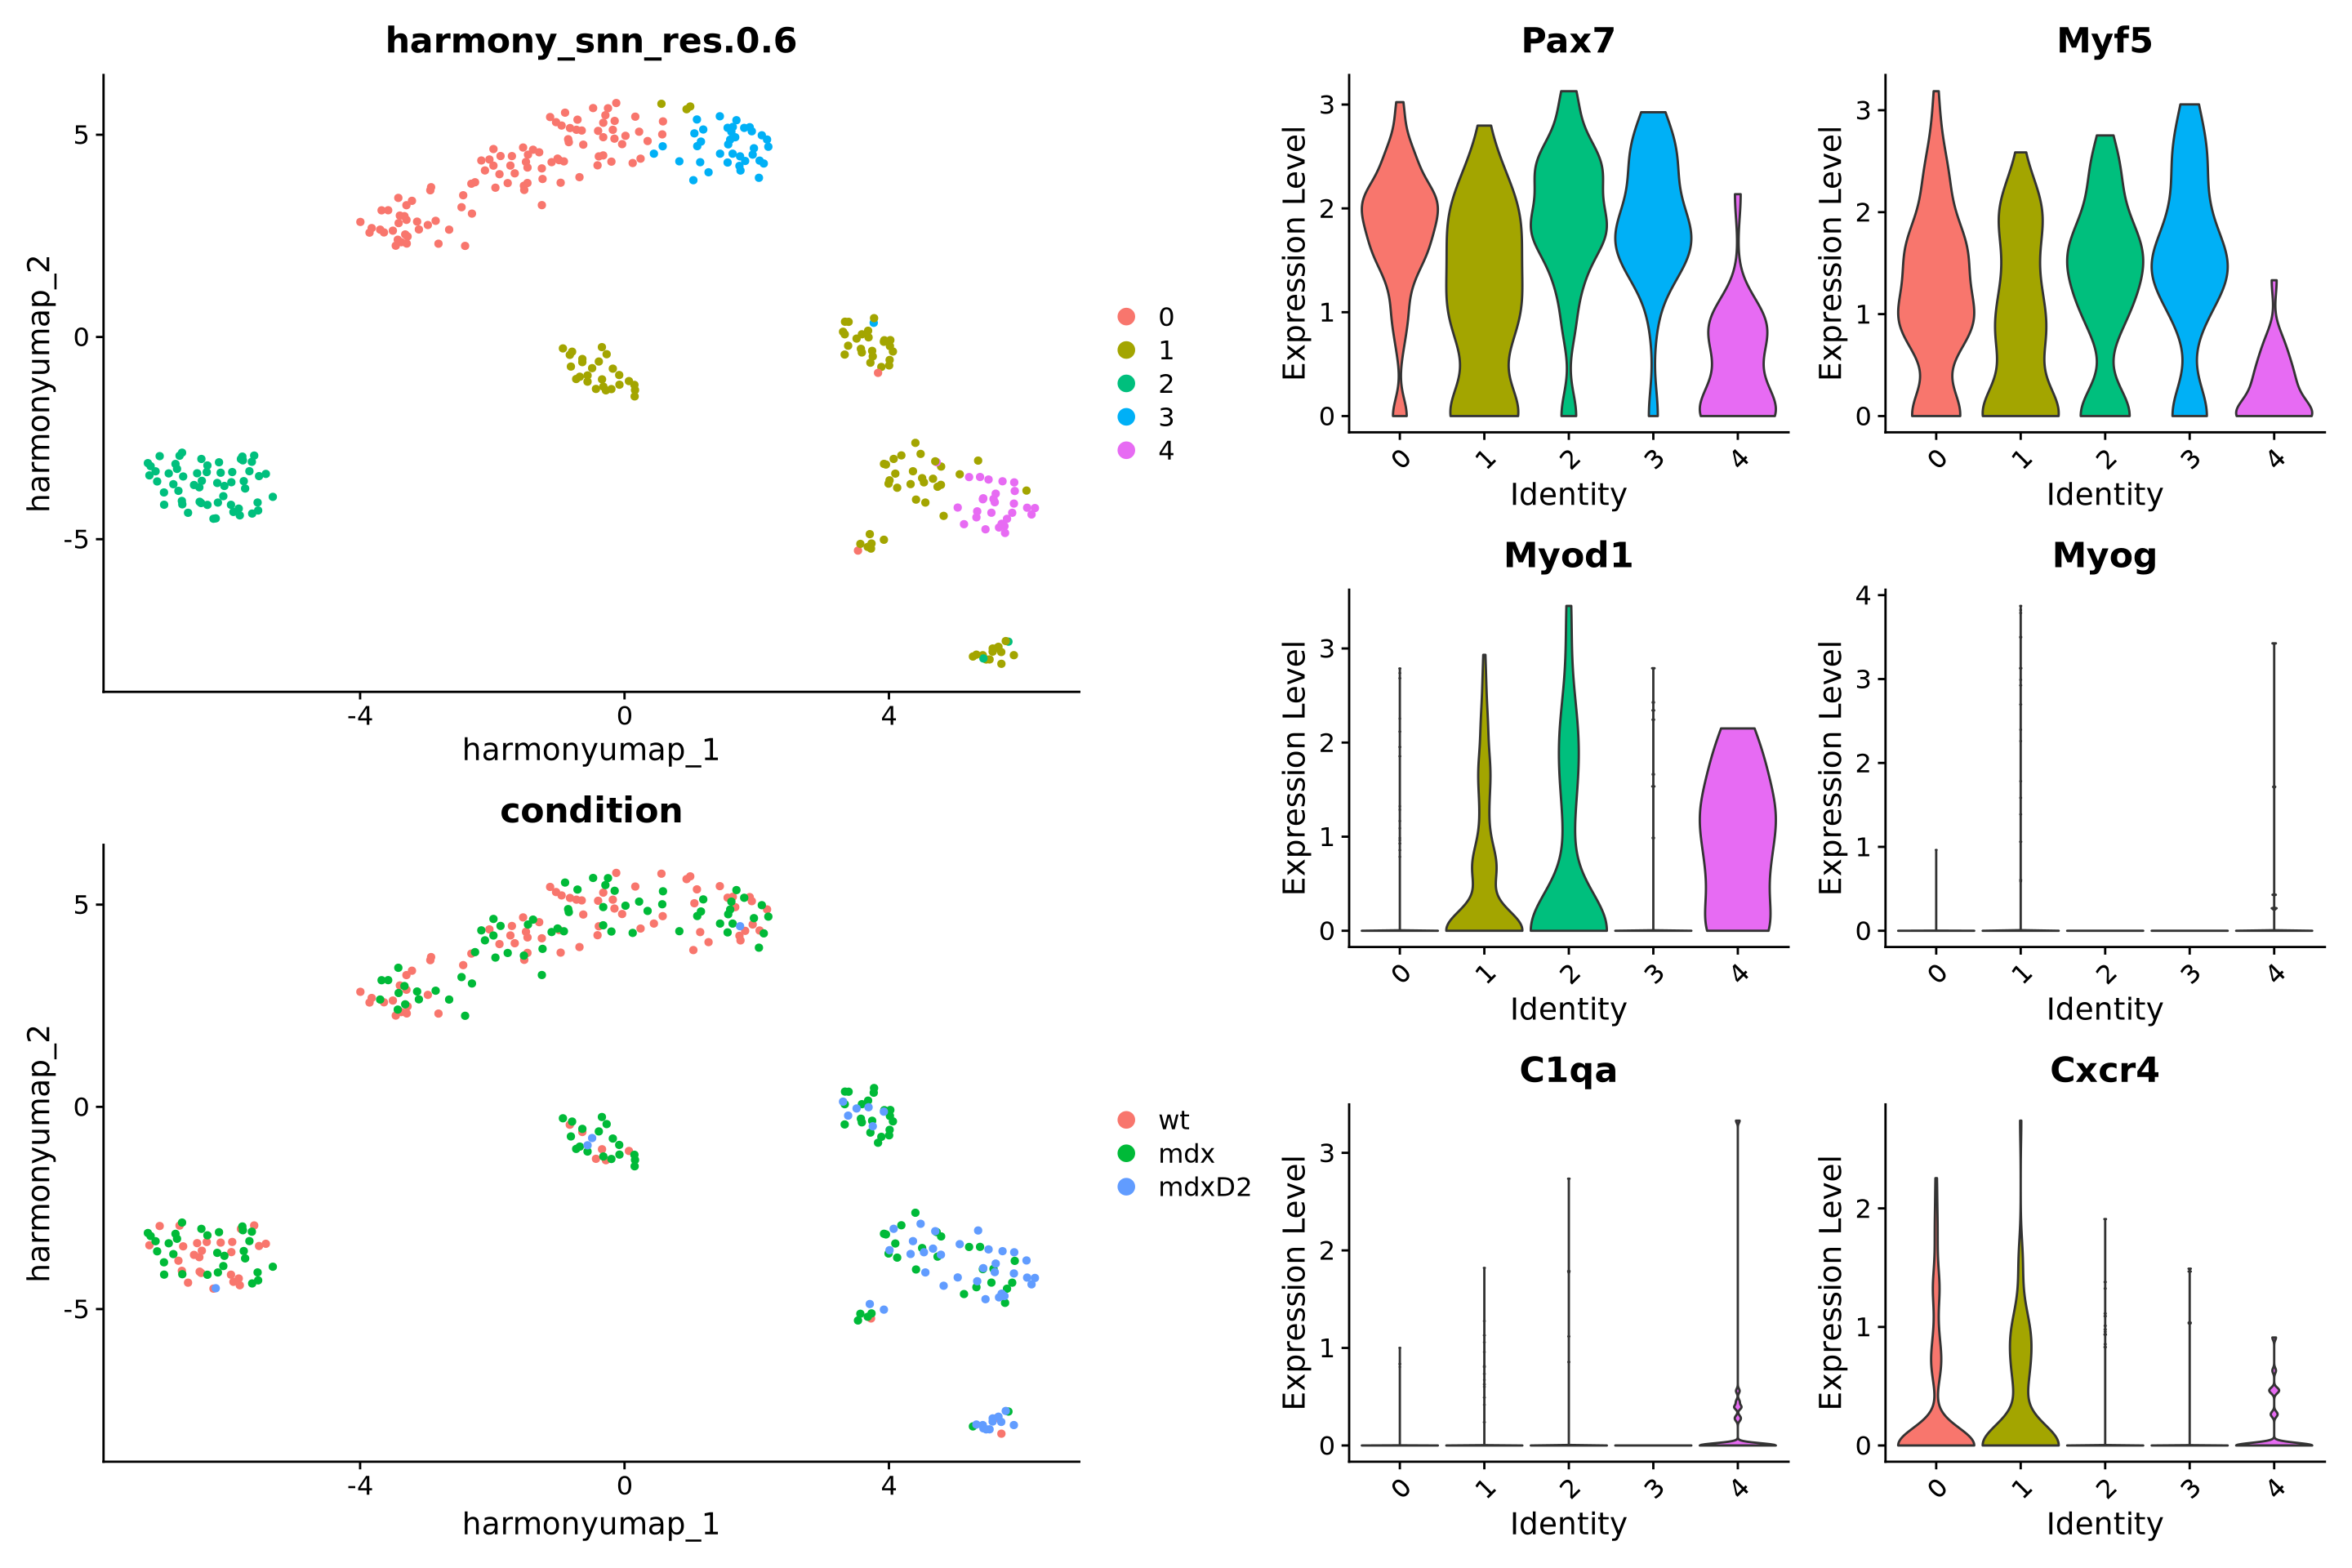 harmony_snn_res.0.6
harmonyumap_2
5
0
-5
-4
0
4
harmonyumap_1
0
1
2
3
4
condition
harmonyumap_2
5
0
-5
-4
0
4
harmonyumap_1
wt
mdx
mdxD2
Pax7
Expression Level
3
2
1
0
0
1
2
3
4
Identity
Myf5
Expression Level
3
2
1
0
0
1
2
3
4
Identity
Myod1
Expression Level
3
2
1
0
0
1
2
3
4
Identity
Myog
Expression Level
4
3
2
1
0
0
1
2
3
4
Identity
C1qa
Expression Level
3
2
1
0
0
1
2
3
4
Identity
Cxcr4
Expression Level
2
1
0
0
1
2
3
4
Identity